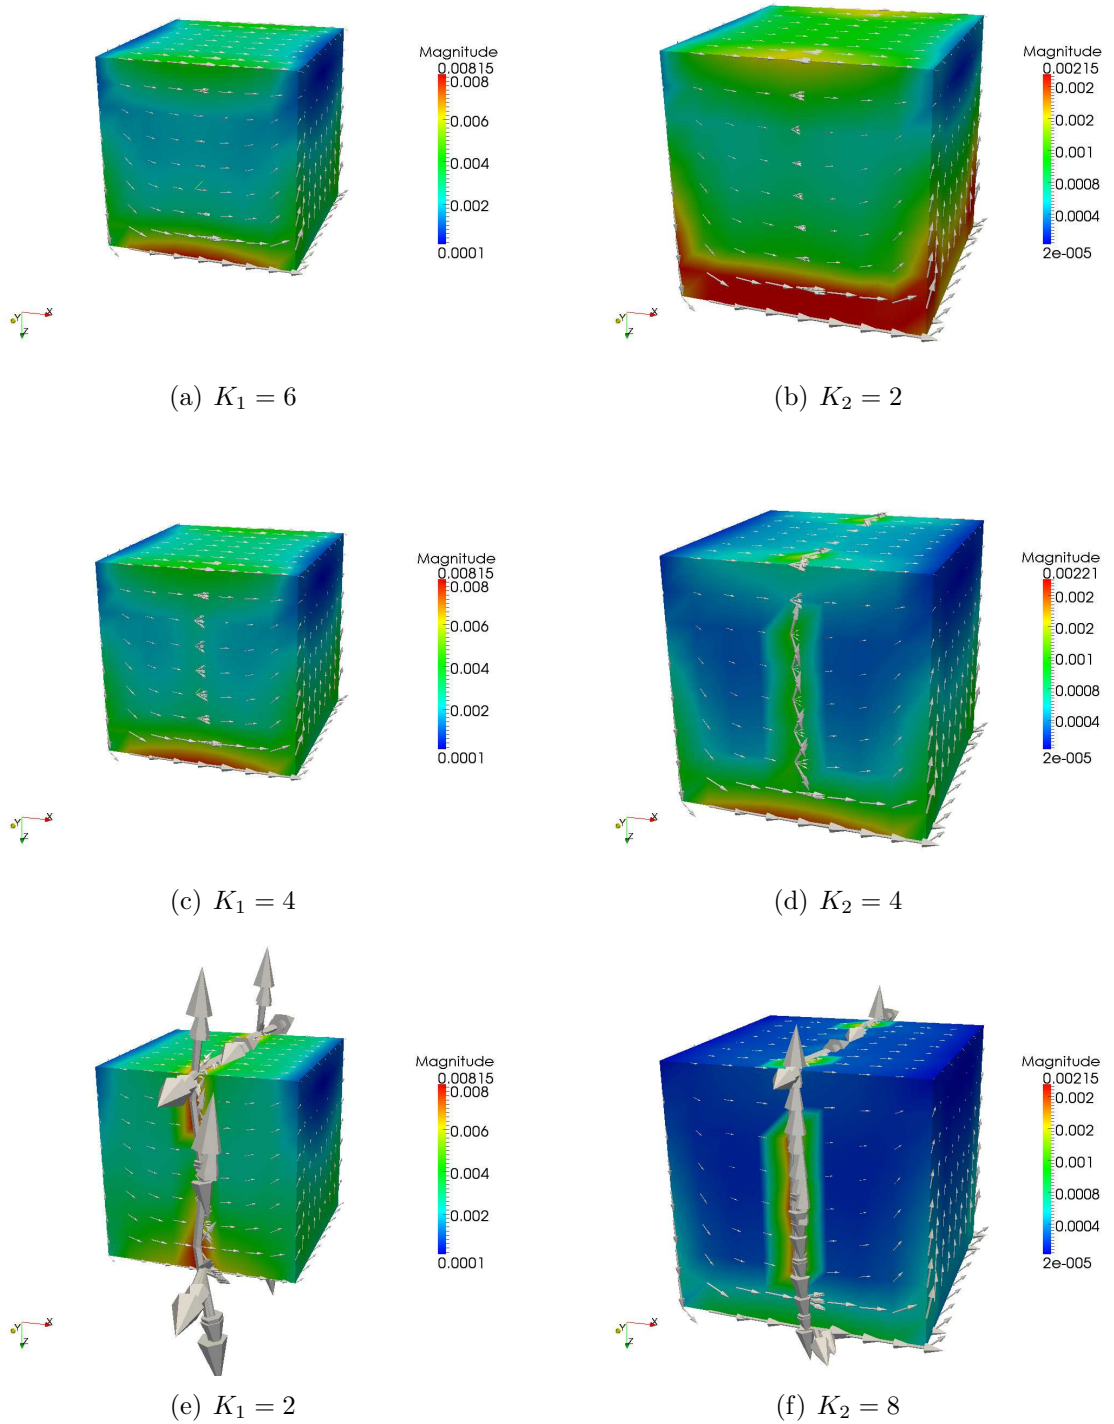 Magnitude
0.00815
0.008
0.006
0.004
0.002
0.0001
X
Y
Z
(a) K₁ = 6
Magnitude
0.00215
0.002
0.002
0.001
0.0008
0.0004
2e-005
X
Y
Z
(b) K₂ = 2
Magnitude
0.00815
0.008
0.006
0.004
0.002
0.0001
X
Y
Z
(c) K₁ = 4
Magnitude
0.00221
0.002
0.002
0.001
0.0008
0.0004
2e-005
X
Y
Z
(d) K₂ = 4
Magnitude
0.00815
0.008
0.006
0.004
0.002
0.0001
X
Y
Z
(e) K₁ = 2
Magnitude
0.00215
0.002
0.002
0.001
0.0008
0.0004
2e-005
X
Y
Z
(f) K₂ = 8